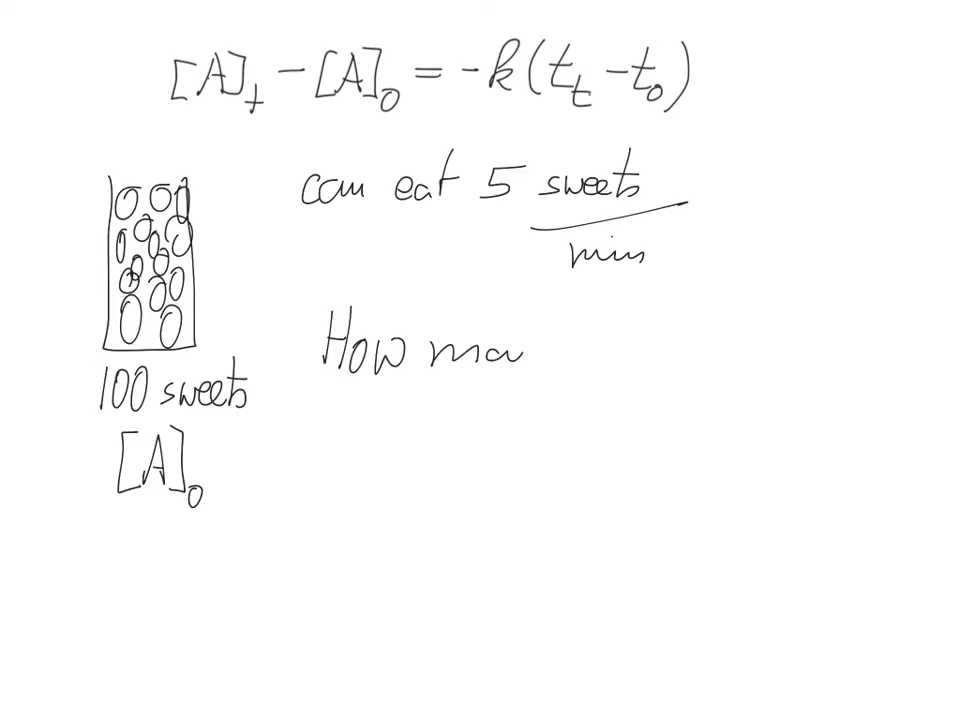 [A]t - [A]0 = -k(tt - t0)
can eat 5 sweets
min
How ma
100 sweets
[A]0